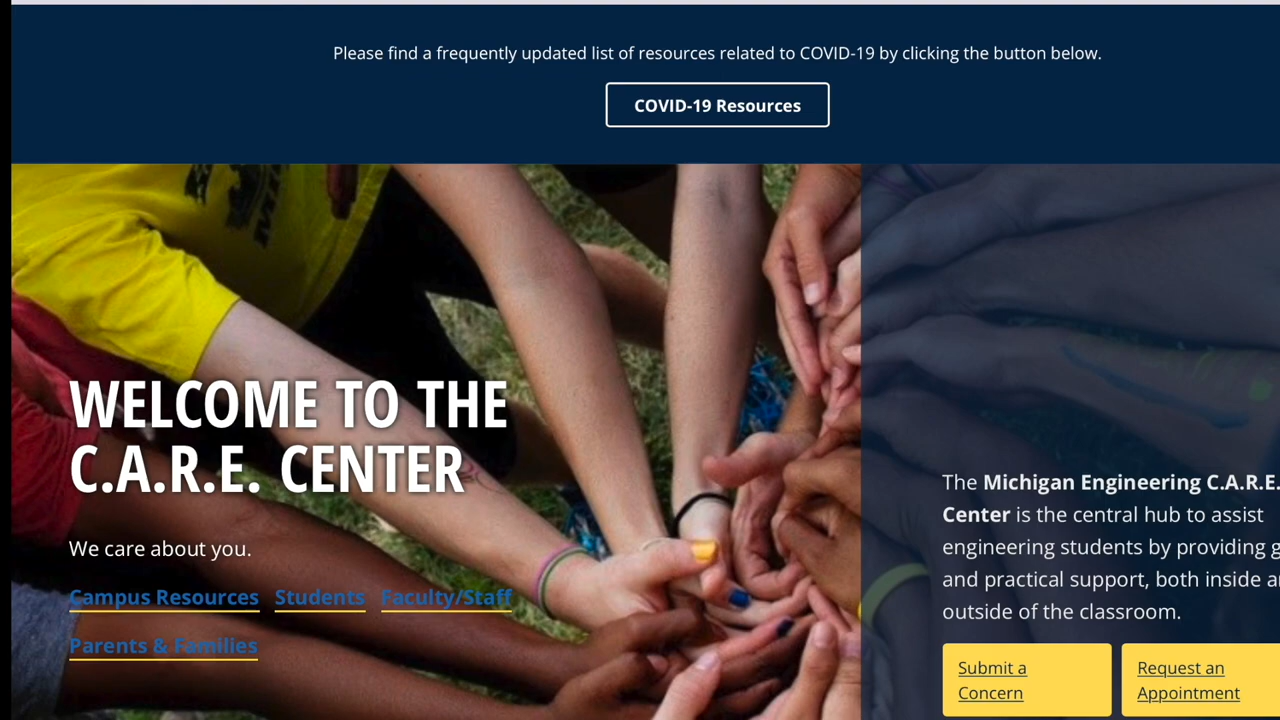 Please find a frequently updated list of resources related to COVID-19 by clicking the button below.
COVID-19 Resources
WELCOME TO THE
C.A.R.E. CENTER
We care about you.
Campus Resources Students Faculty/Staff
Parents & Families
The Michigan Engineering C.A.R.E.
Center is the central hub to assist
engineering students by providing
and practical support, both inside
outside of the classroom.
Submit a
Concern
Request an
Appointment